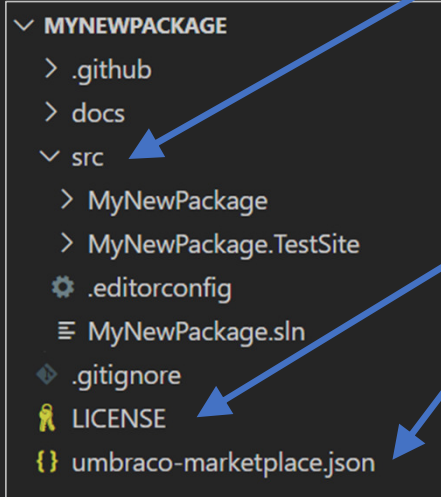 MYNEWPACKAGE
.github
docs
src
MyNewPackage
MyNewPackage.TestSite
.editorconfig
MyNewPackage.sln
.gitignore
LICENSE
umbraco-marketplace.json